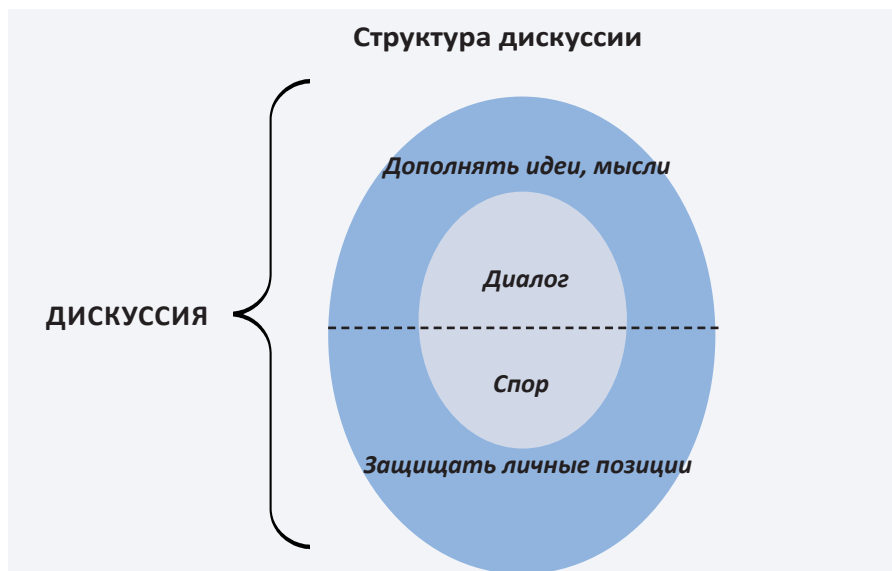 Структура дискуссии
Дополнять идеи, мысли
Диалог
ДИСКУССИЯ
Спор
Защищать личные позиции